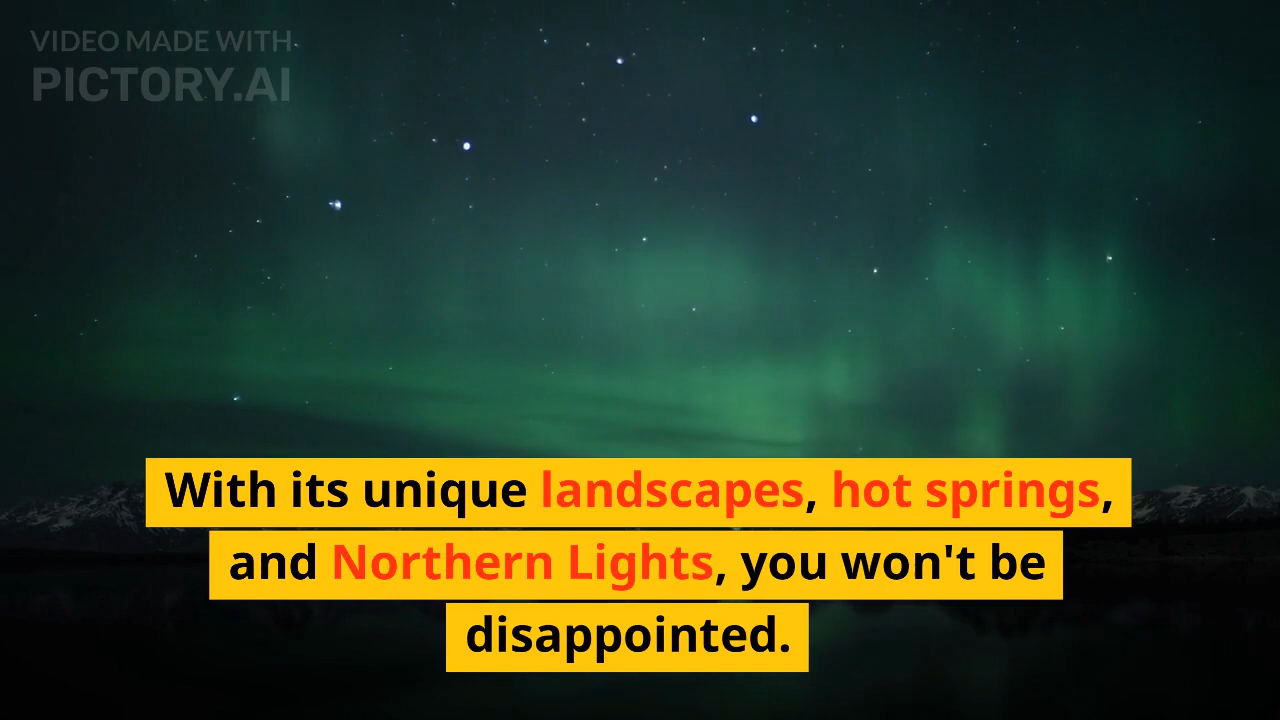 VIDEO MADE WITH
PICTORY.AI
With its unique landscapes, hot springs,
and Northern Lights, you won't be
disappointed.